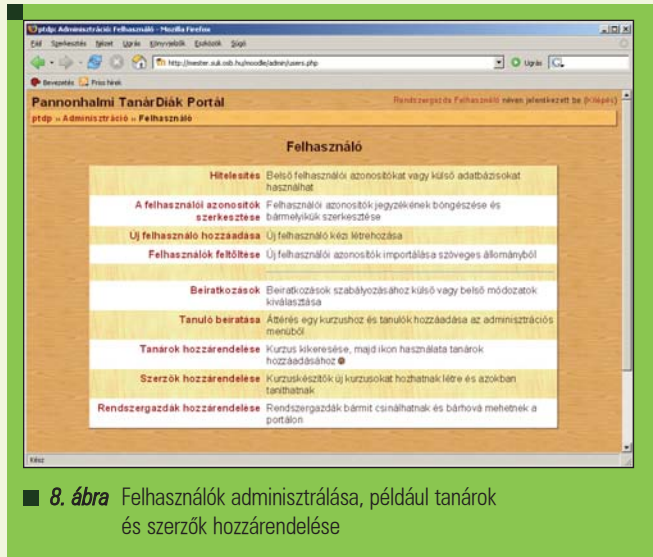 ptdp: Adminisztráció: Felhasználó - Mozilla Firefox
Fájl Szerkesztés Nézet Ugrás Könyvjelzők Eszközök Súgó
http://mester.suk.osb.hu/moodle/admin/users.php
Ugrás
Bevezetés Friss hírek
Pannonhalmi TanárDiák Portál
Rendszergazda Felhasználó néven jelentkezett be (Kilépés)
ptdp » Adminisztráció » Felhasználó
Felhasználó
Hitelesítés Belső felhasználói azonosítókat vagy külső adatbázisokat
használhat
A felhasználói azonosítók Felhasználói azonosítók jegyzékének böngészése és
szerkesztése bármelyikük szerkesztése
Új felhasználó hozzáadása Új felhasználó kézi létrehozása
Felhasználók feltöltése Új felhasználói azonosítók importálása szöveges állományból
Beiratkozások Beiratkozások szabályozásához külső vagy belső módozatok
kiválasztása
Tanuló beíratása Áttérés egy kurzushoz és tanulók hozzáadása az adminisztrációs
menüből
Tanárok hozzárendelése Kurzus kikeresése, majd ikon használata tanárok
hozzáadásához
Szerzők hozzárendelése Kurzuskészítők új kurzusokat hozhatnak létre és azokban
taníthatnak
Rendszergazdák hozzárendelése Rendszergazdák bármit csinálhatnak és bárhová mehetnek a
portálon
Kész
8. ábra Felhasználók adminisztrálása, például tanárok
és szerzők hozzárendelése